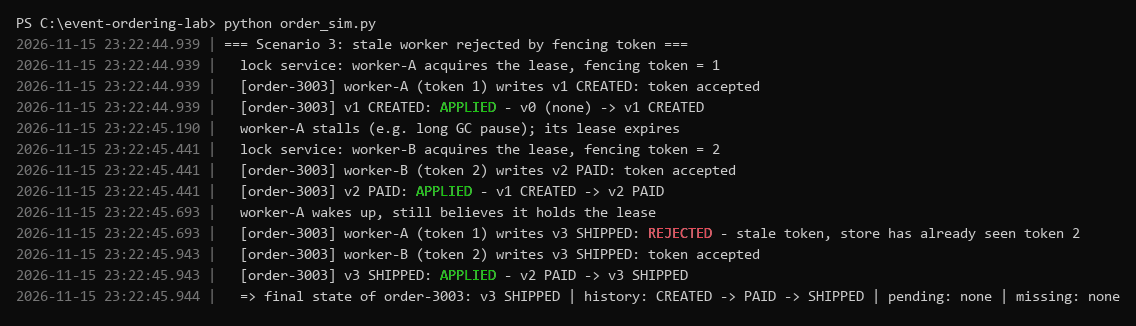 PS C:\event-ordering-lab> python order_sim.py
2026-11-15 23:22:44.939 | === Scenario 3: stale worker rejected by fencing token ===
2026-11-15 23:22:44.939 |   lock service: worker-A acquires the lease, fencing token = 1
2026-11-15 23:22:44.939 |   [order-3003] worker-A (token 1) writes v1 CREATED: token accepted
2026-11-15 23:22:44.939 |   [order-3003] v1 CREATED: APPLIED - v0 (none) -> v1 CREATED
2026-11-15 23:22:45.190 |   worker-A stalls (e.g. long GC pause); its lease expires
2026-11-15 23:22:45.441 |   lock service: worker-B acquires the lease, fencing token = 2
2026-11-15 23:22:45.441 |   [order-3003] worker-B (token 2) writes v2 PAID: token accepted
2026-11-15 23:22:45.441 |   [order-3003] v2 PAID: APPLIED - v1 CREATED -> v2 PAID
2026-11-15 23:22:45.693 |   worker-A wakes up, still believes it holds the lease
2026-11-15 23:22:45.693 |   [order-3003] worker-A (token 1) writes v3 SHIPPED: REJECTED - stale token, store has already seen token 2
2026-11-15 23:22:45.943 |   [order-3003] worker-B (token 2) writes v3 SHIPPED: token accepted
2026-11-15 23:22:45.943 |   [order-3003] v3 SHIPPED: APPLIED - v2 PAID -> v3 SHIPPED
2026-11-15 23:22:45.944 |   => final state of order-3003: v3 SHIPPED | history: CREATED -> PAID -> SHIPPED | pending: none | missing: none